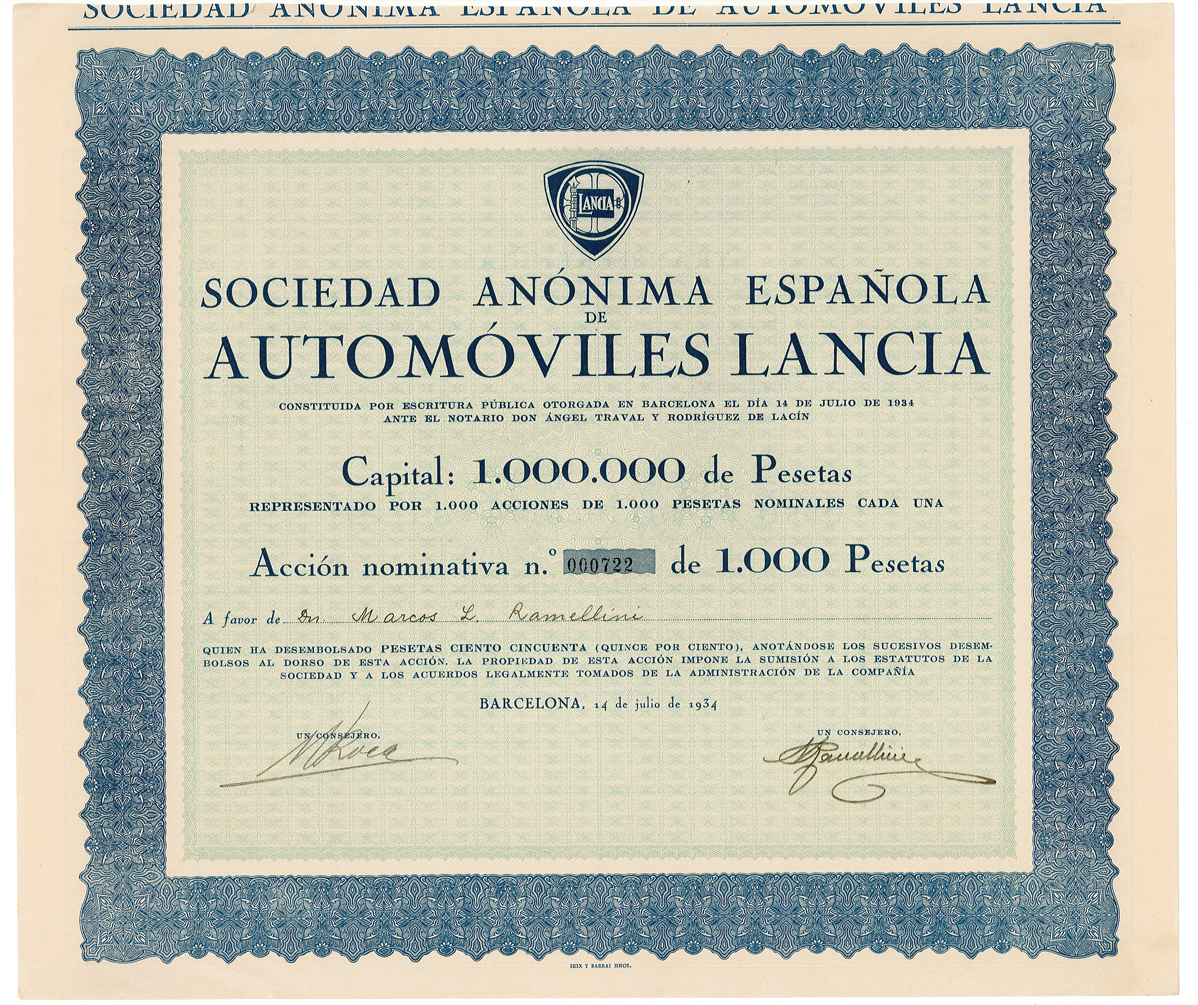 SOCIEDAD ANÓNIMA ESPAÑOLA DE AUTOMÓVILES LANCIA
LANCIA
SOCIEDAD ANÓNIMA ESPAÑOLA
DE
AUTOMÓVILES LANCIA
CONSTITUIDA POR ESCRITURA PÚBLICA OTORGADA EN BARCELONA EL DÍA 14 DE JULIO DE 1934
ANTE EL NOTARIO DON ÁNGEL TRAVAL Y RODRÍGUEZ DE LACÍN
Capital: 1.000.000 de Pesetas
REPRESENTADO POR 1.000 ACCIONES DE 1.000 PESETAS NOMINALES CADA UNA
Acción nominativa n.º 000722 de 1.000 Pesetas
A favor de Dn. Marcos L. Ramellini
QUIEN HA DESEMBOLSADO PESETAS CIENTO CINCUENTA (QUINCE POR CIENTO), ANOTÁNDOSE LOS SUCESIVOS DESEM-
BOLSOS AL DORSO DE ESTA ACCIÓN. LA PROPIEDAD DE ESTA ACCIÓN IMPONE LA SUMISIÓN A LOS ESTATUTOS DE LA
SOCIEDAD Y A LOS ACUERDOS LEGALMENTE TOMADOS DE LA ADMINISTRACIÓN DE LA COMPAÑÍA
BARCELONA, 14 de julio de 1934
UN CONSEJERO, UN CONSEJERO,
SEIX Y BARRAL HNOS.